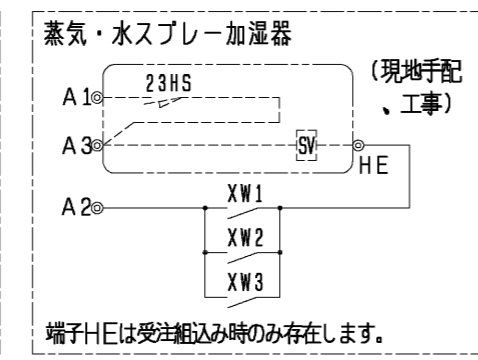 蒸気・水スプレー加湿器
(現地手配
、工事)
23HS
A1
A3
SV
HE
A2
XW1
XW2
XW3
端子HEは受注組込み時のみ存在します。